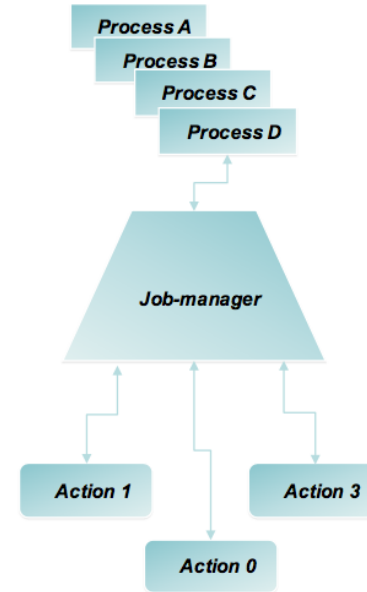 Process A
Process B
Process C
Process D
Job-manager
Action 1
Action 3
Action 0